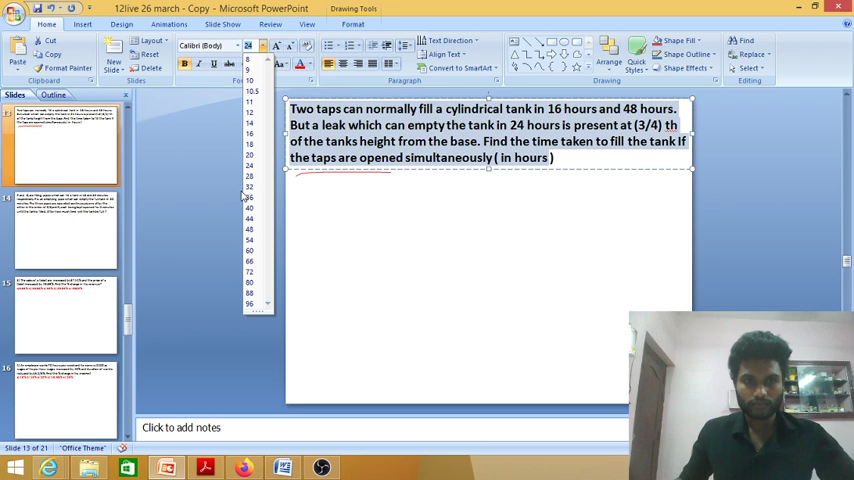 12live 26 march - Copy - Microsoft PowerPoint
Drawing Tools
Home
Insert
Design
Animations
Slide Show
Review
View
Format
Cut
Copy
Format Painter
Paste
New Slide
Layout
Reset
Delete
Slides
Calibri (Body)
24
Aa
Paragraph
Text Direction
Align Text
Convert to SmartArt
Arrange
Quick Styles
Shape Fill
Shape Outline
Shape Effects
Drawing
Find
Replace
Select
Editing
Slides
Outline
8
9
10
10.5
11
12
14
16
18
20
24
28
32
36
40
44
48
54
60
66
72
80
88
96
Two taps can normally fill a cylindrical tank in 16 hours and 48 hours.
But a leak which can empty the tank in 24 hours is present at (3/4) th
of the tanks height from the base. Find the time taken to fill the tank If
the taps are opened simultaneously ( in hours )
14
15
16
Click to add notes
Slide 13 of 21
"Office Theme"